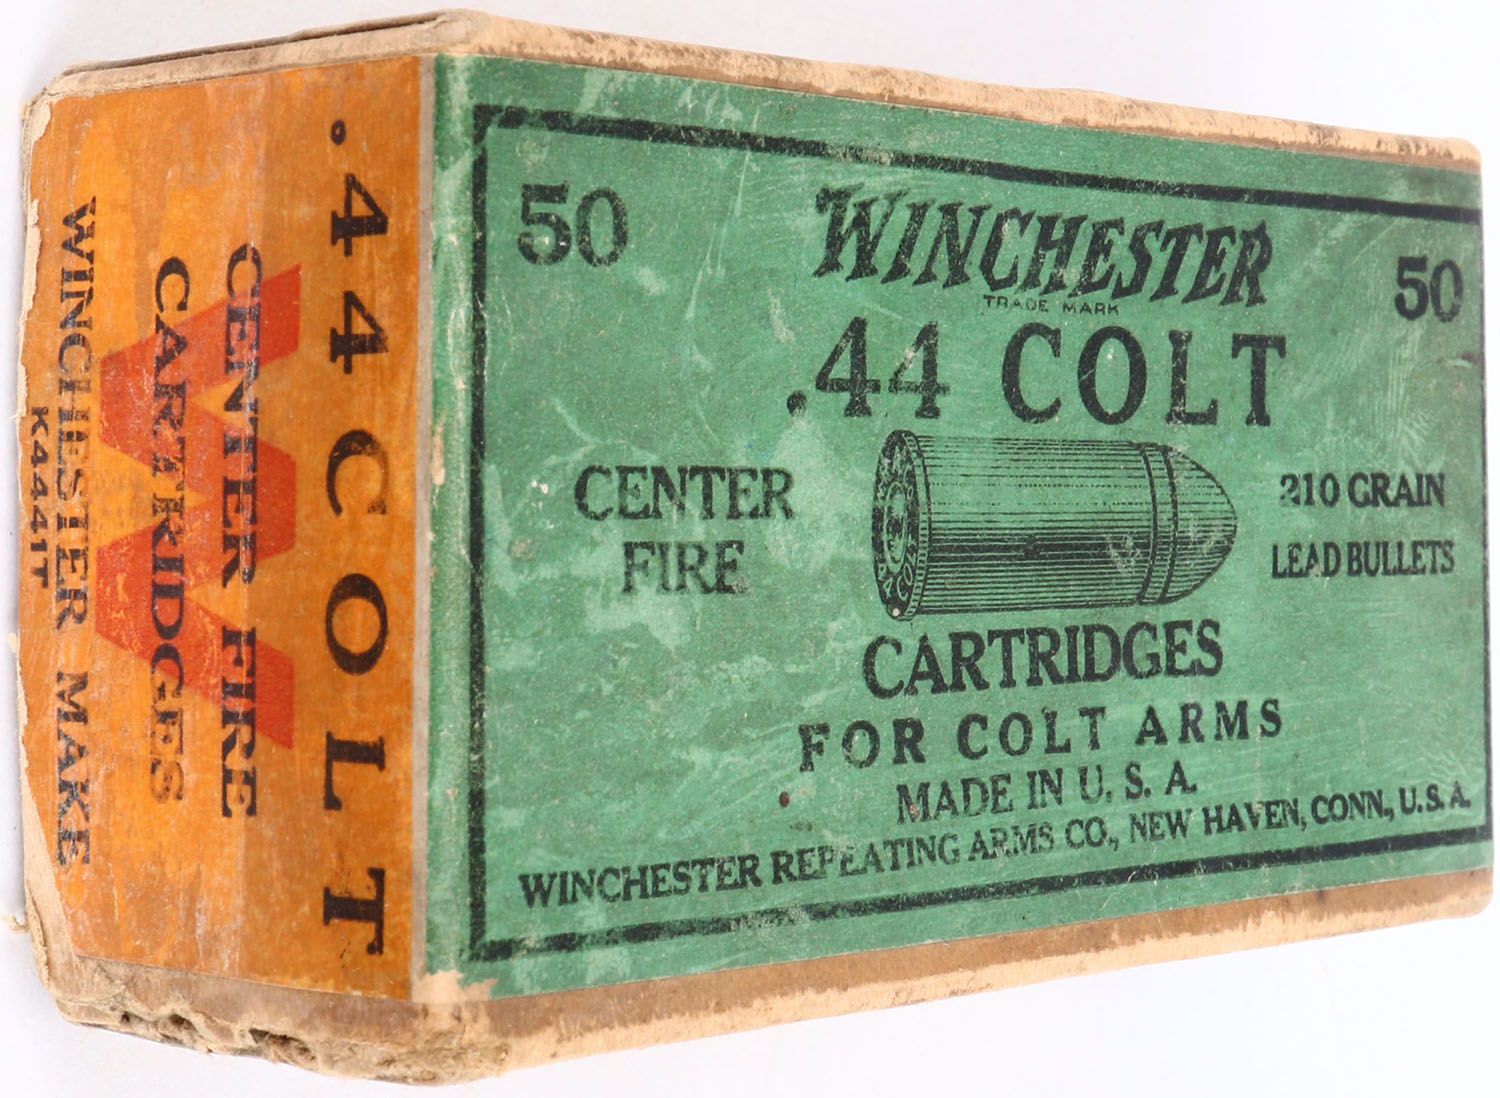 50
WINCHESTER
TRADE MARK
50
.44 COLT
CENTER
FIRE
210 GRAIN
LEAD BULLETS
CARTRIDGES
FOR COLT ARMS
MADE IN U.S.A.
WINCHESTER REPEATING ARMS CO., NEW HAVEN, CONN., U.S.A.
.44 COLT
CENTER FIRE
CARTRIDGES
WINCHESTER MAKE
K4441T
W